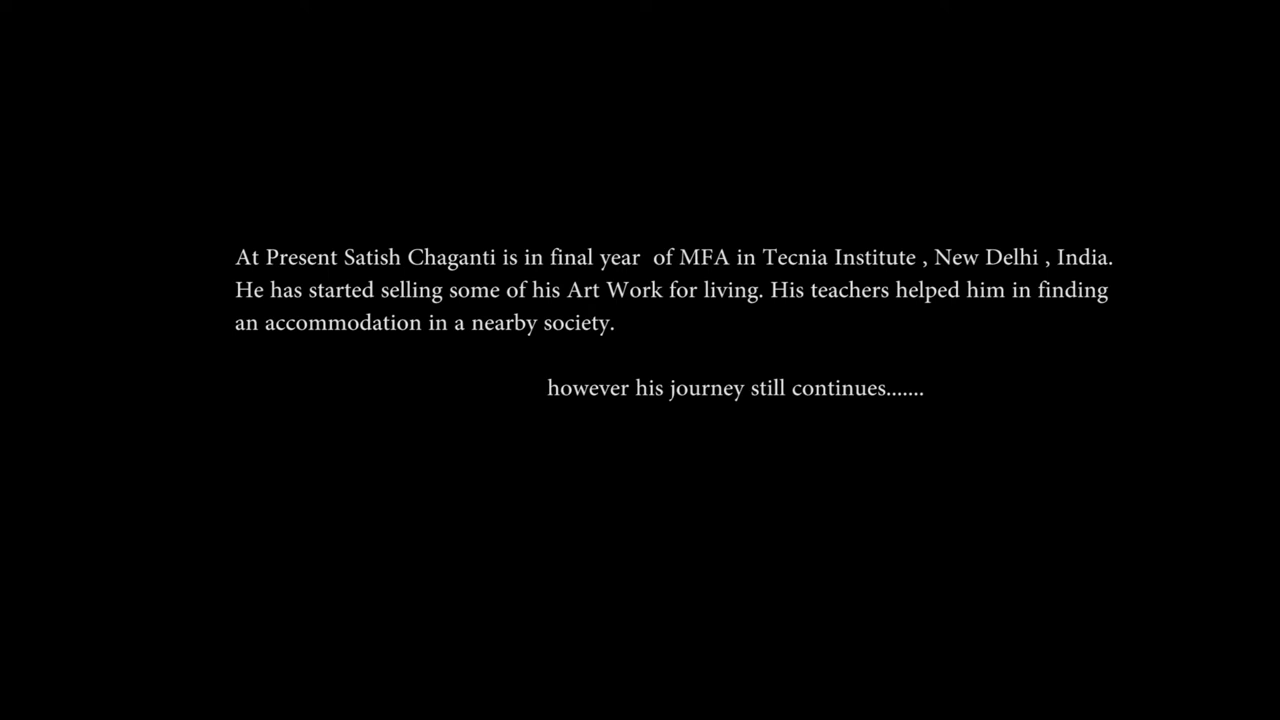 At Present Satish Chaganti is in final year  of MFA in Tecnia Institute , New Delhi , India.
He has started selling some of his Art Work for living. His teachers helped him in finding
an accommodation in a nearby society.
however his journey still continues.......